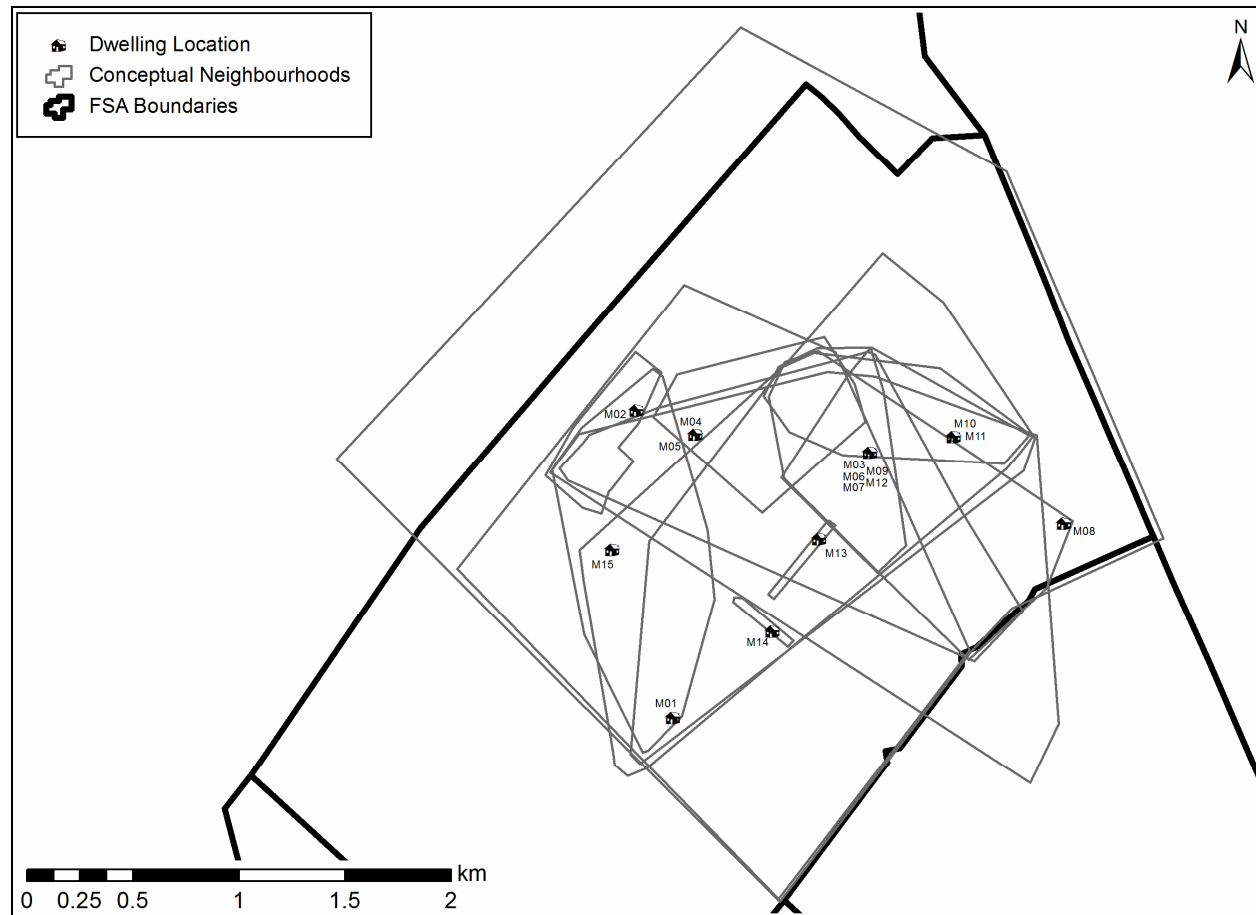 Dwelling Location
Conceptual Neighbourhoods
FSA Boundaries
N
M02
M04
M05
M10
M11
M03
M09
M06
M12
M07
M08
M13
M15
M14
M01
km
0 0.25 0.5 1 1.5 2